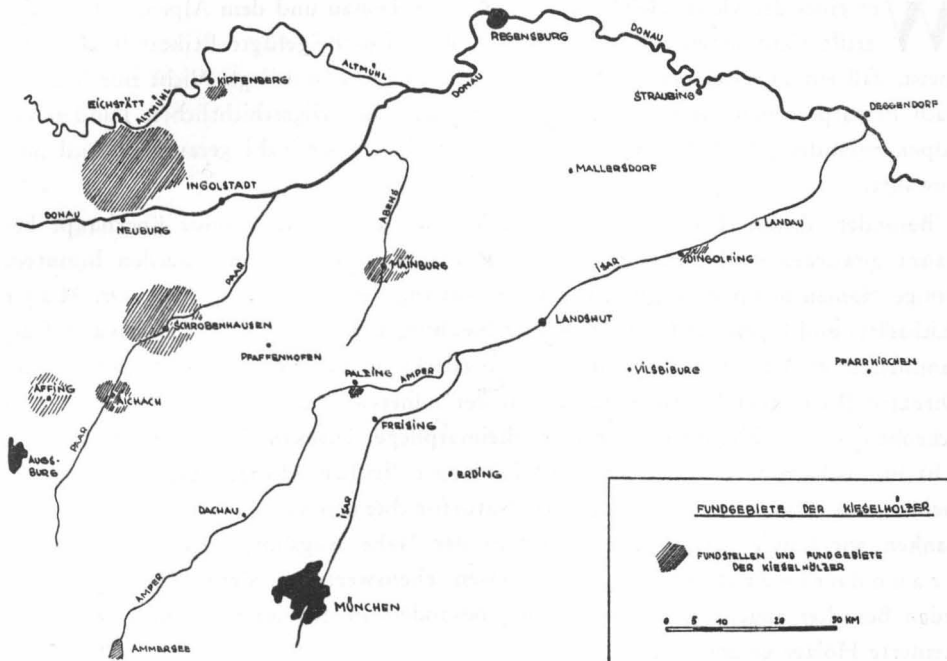 REGENSBURG
DONAU
DONAU
ALTMÜHL
KIPFENBERG
STRAUBING
EICHSTÄTT
ALTMÜHL
DEGGENDORF
MALLERSDORF
INGOLSTADT
ABENS
DONAU
NEUBURG
LANDAU
PAAR
MAINBURG
ISAR
DINGOLFING
SCHROBENHAUSEN
LANDSHUT
PFAFFENHOFEN
AMPER
VILSBIBURG
PFARRKIRCHEN
PALZING
AFFING
AICHACH
FREISING
PAAR
AUGS-
BURG
ERDING
DACHAU
ISAR
AMPER
MÜNCHEN
AMMERSEE
FUNDGEBIETE DER KIESELHÖLZER
FUNDSTELLEN UND FUNDGEBIETE
DER KIESELHÖLZER
0 10 20 30 KM